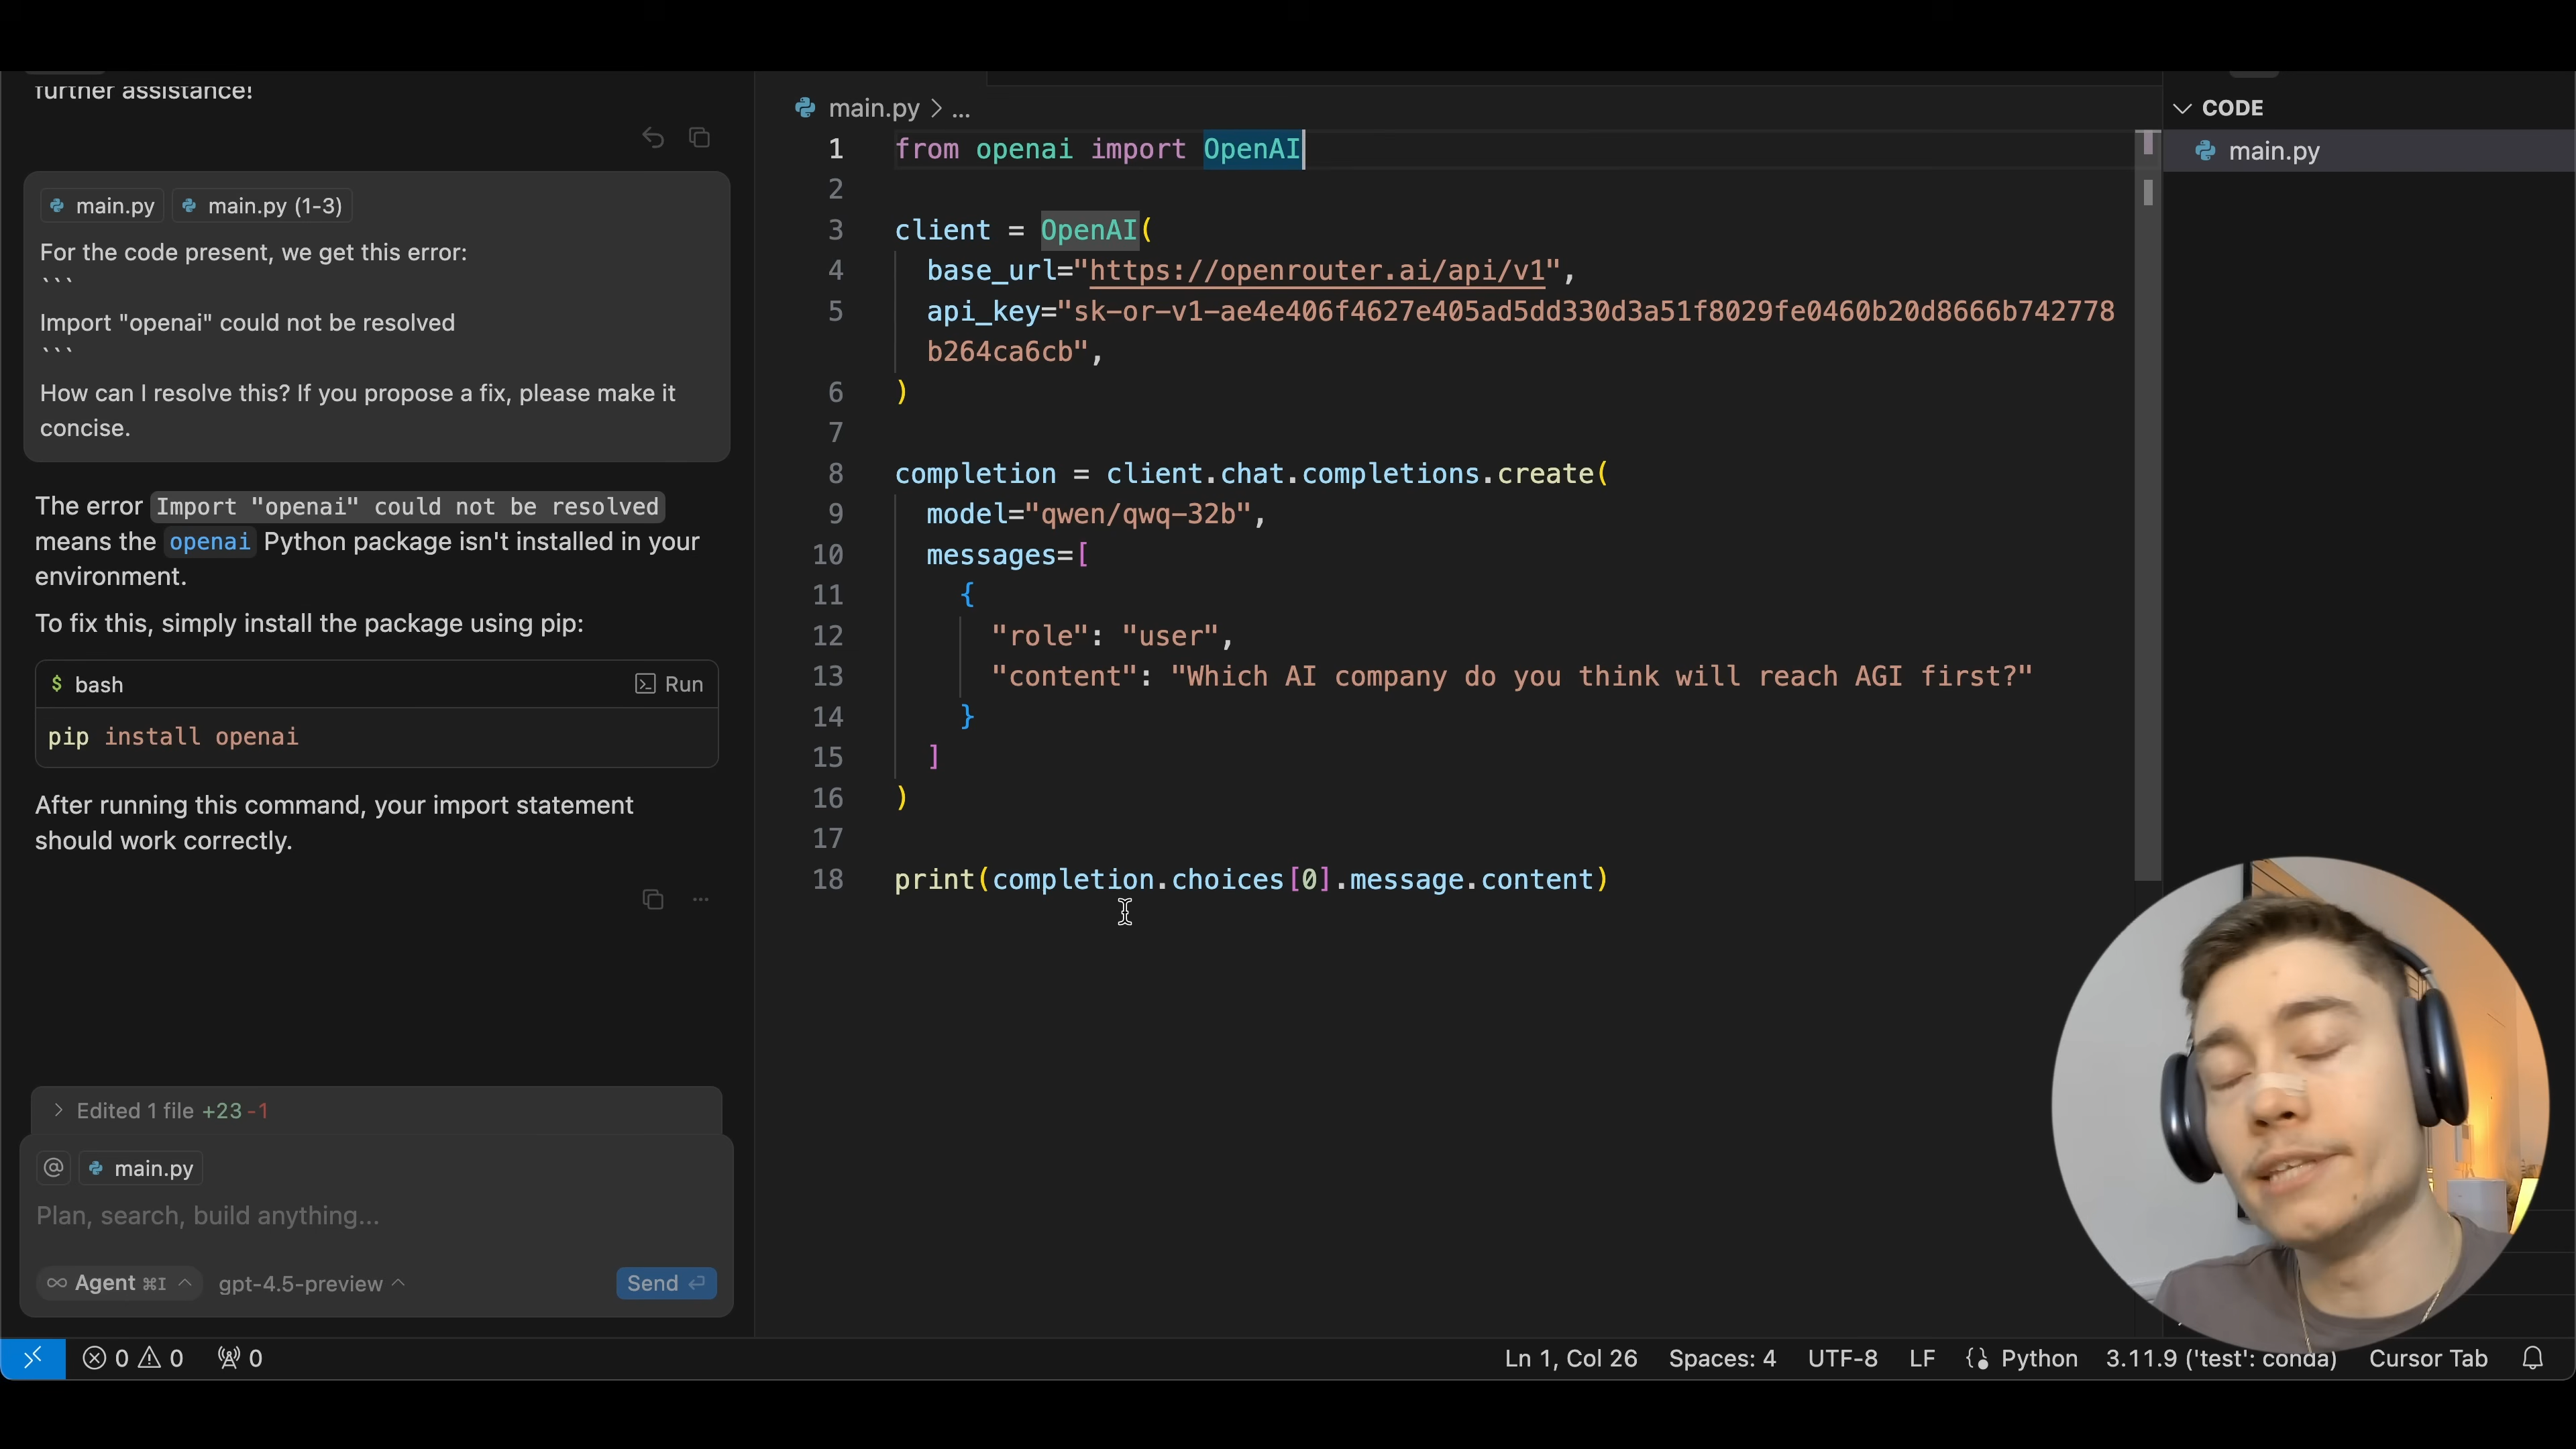 further assistance!
main.py main.py (1-3)
For the code present, we get this error:
```
Import "openai" could not be resolved
```
How can I resolve this? If you propose a fix, please make it
concise.
The error Import "openai" could not be resolved
means the openai Python package isn't installed in your
environment.
To fix this, simply install the package using pip:
$ bash Run
pip install openai
After running this command, your import statement
should work correctly.
Edited 1 file +23 -1
@ main.py
Plan, search, build anything...
Agent ⌘I gpt-4.5-preview Send
main.py > ...
1 from openai import OpenAI
2
3 client = OpenAI(
4 base_url="https://openrouter.ai/api/v1",
5 api_key="sk-or-v1-ae4e406f4627e405ad5dd330d3a51f8029fe0460b20d8666b742778
b264ca6cb",
6 )
7
8 completion = client.chat.completions.create(
9 model="qwen/qwq-32b",
10 messages=[
11 {
12 "role": "user",
13 "content": "Which AI company do you think will reach AGI first?"
14 }
15 ]
16 )
17
18 print(completion.choices[0].message.content)
CODE
main.py
0 0 0
Ln 1, Col 26 Spaces: 4 UTF-8 LF Python 3.11.9 ('test': conda) Cursor Tab